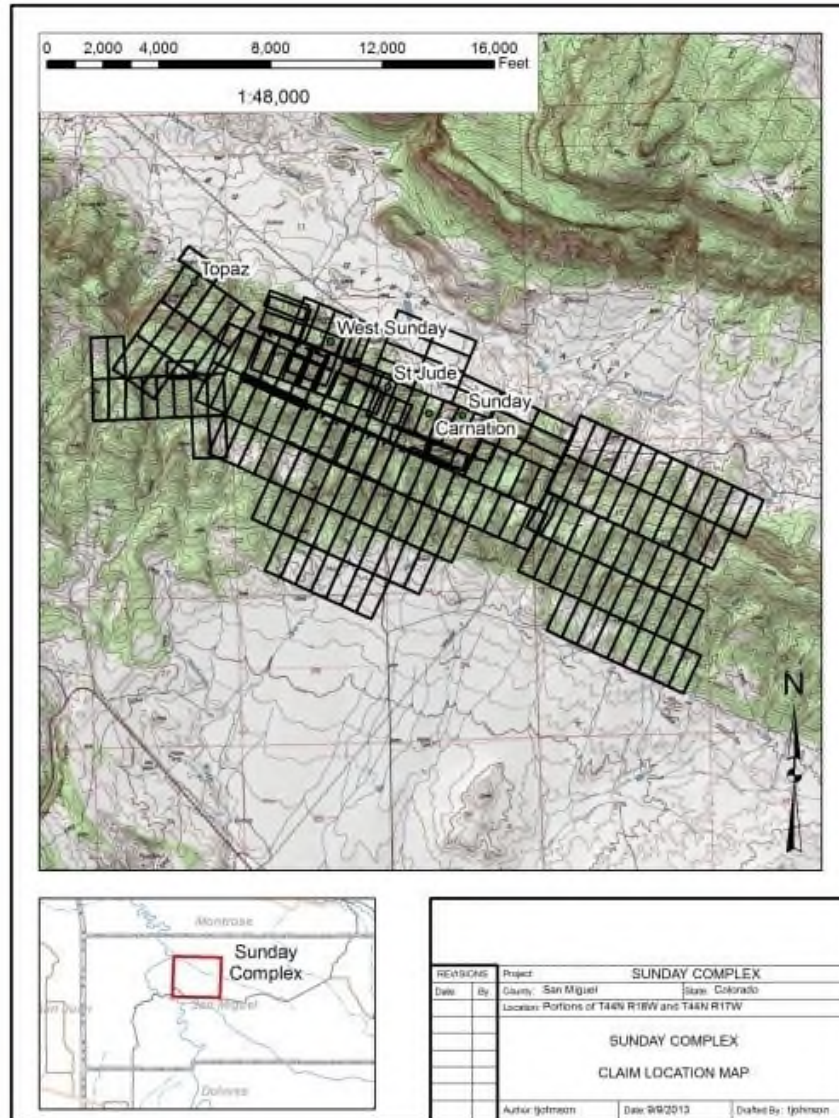 0 2,000 4,000 8,000 12,000 16,000
Feet
1:48,000
Topaz
West Sunday
St Jude
Sunday
Carnation
N
Montrose
Sunday
Complex
San Miguel
San Juan
Dolores
REVISIONS
Date By
Project: SUNDAY COMPLEX
County: San Miguel State: Colorado
Location: Portions of T44N R18W and T44N R17W
SUNDAY COMPLEX
CLAIM LOCATION MAP
Author: tjohnson Date: 9/9/2013 Drafted By: tjohnson